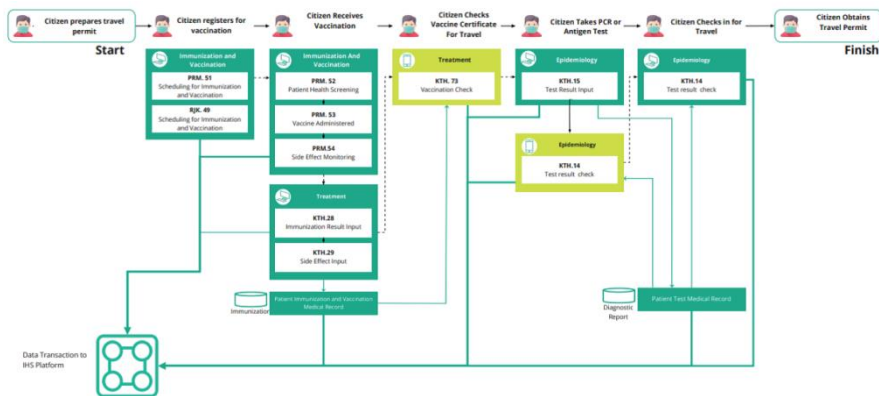 Citizen prepares travel
permit
Start
Citizen registers for
vaccination
Citizen Receives
Vaccination
Citizen Checks
Vaccine Certificate
For Travel
Citizen Takes PCR or
Antigen Test
Citizen Checks in for
Travel
Citizen Obtains
Travel Permit
Finish
Immunization and
Vaccination
PRM. 51
Scheduling for Immunization
and Vaccination
RJK. 49
Scheduling for Immunization
and Vaccination
Immunization And
Vaccination
PRM. 52
Patient Health Screening
PRM. 53
Vaccine Administered
PRM.54
Side Effect Monitoring
Treatment
KTH.28
Immunization Result Input
KTH.29
Side Effect Input
Immunization
Patient Immunization and Vaccination
Medical Record
Treatment
KTH. 73
Vaccination Check
Epidemiology
KTH.15
Test Result Input
Epidemiology
KTH.14
Test result check
Epidemiology
KTH.14
Test result check
Diagnostic
Report
Patient Test Medical Record
Data Transaction to
IHS Platform